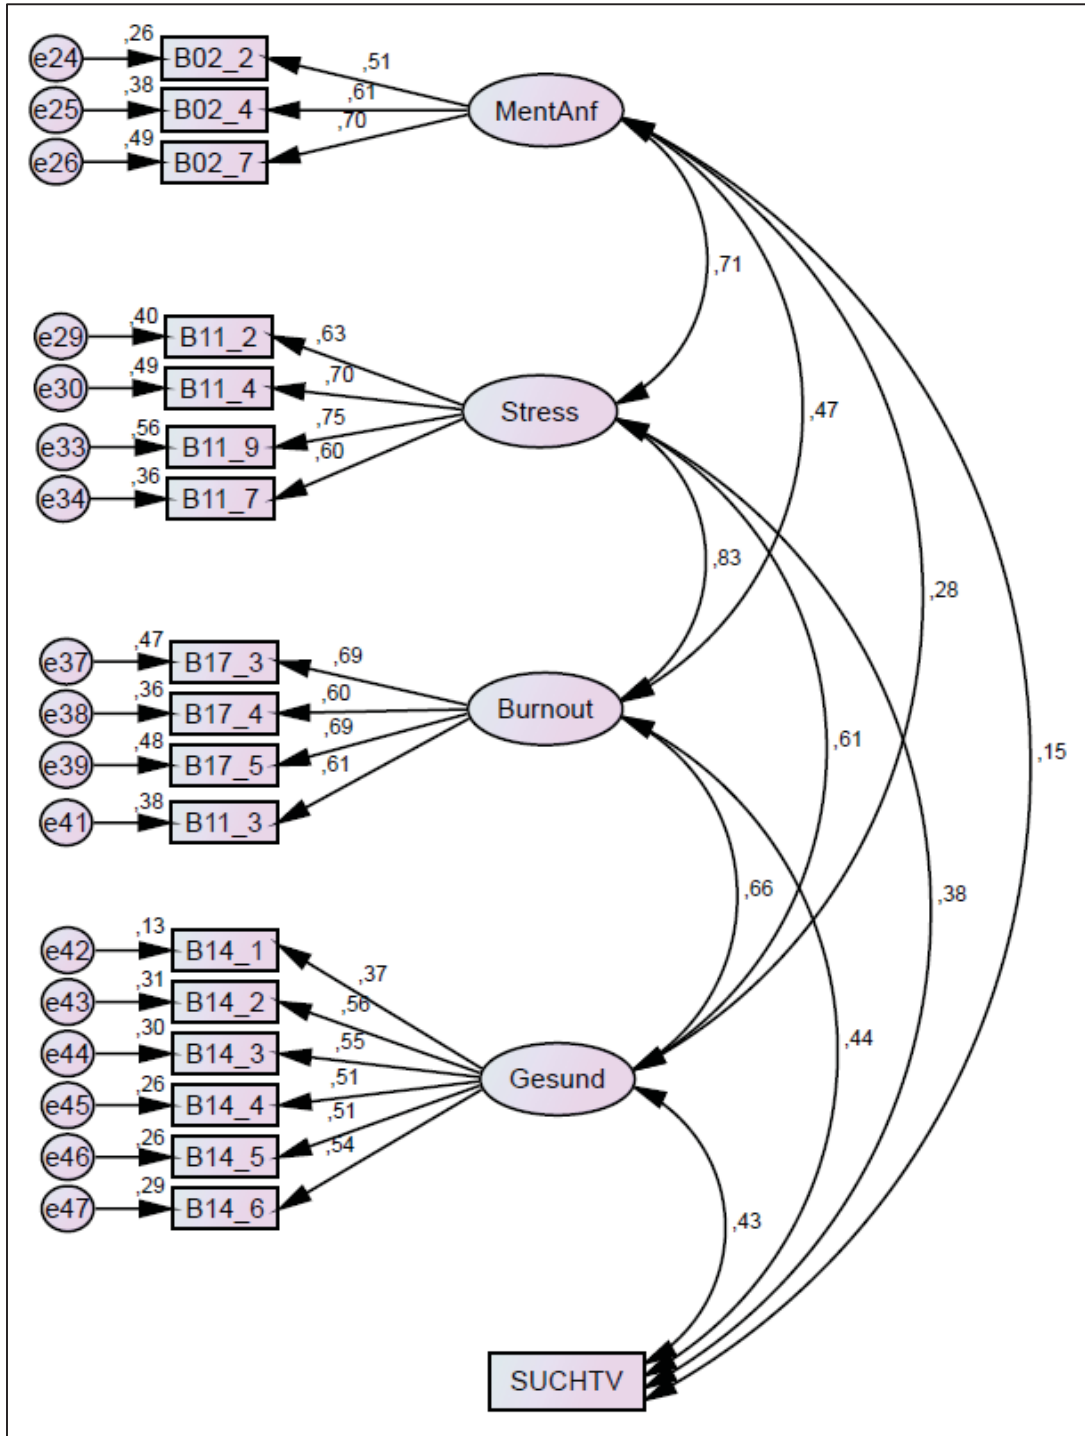 ,26
e24 B02_2 ,51
,38
e25 B02_4 ,61
MentAnf
,49
e26 B02_7 ,70
,71
,40
e29 B11_2 ,63
,49
e30 B11_4 ,70
Stress
,47
,56
e33 B11_9 ,75
,36
e34 B11_7 ,60
,83
,28
,47
e37 B17_3 ,69
,36
e38 B17_4 ,60
Burnout
,48
e39 B17_5 ,69
,61
,15
,38
e41 B11_3 ,61
,66
,38
,13
e42 B14_1 ,37
,31
e43 B14_2 ,56
,30
e44 B14_3 ,55
,44
,26
e45 B14_4 ,51
Gesund
,26
e46 B14_5 ,51
,29
e47 B14_6 ,54
,43
SUCHTV